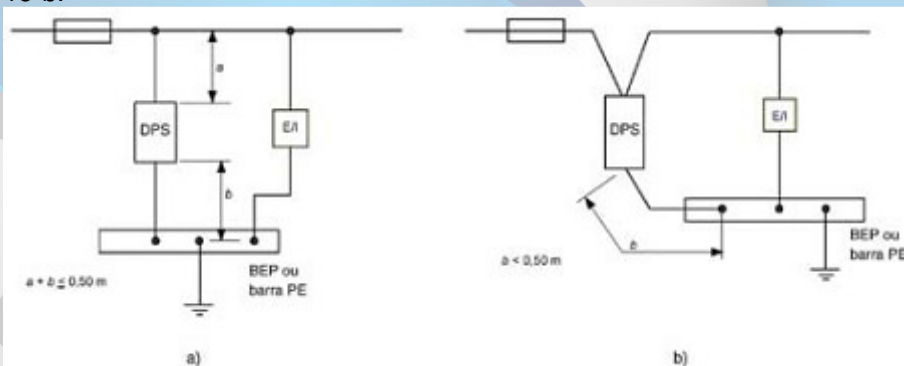 a
DPS
E/I
b
BEP ou
barra PE
a + b ≤ 0,50 m
a)
DPS
E/I
b
BEP ou
barra PE
a < 0,50 m
b)